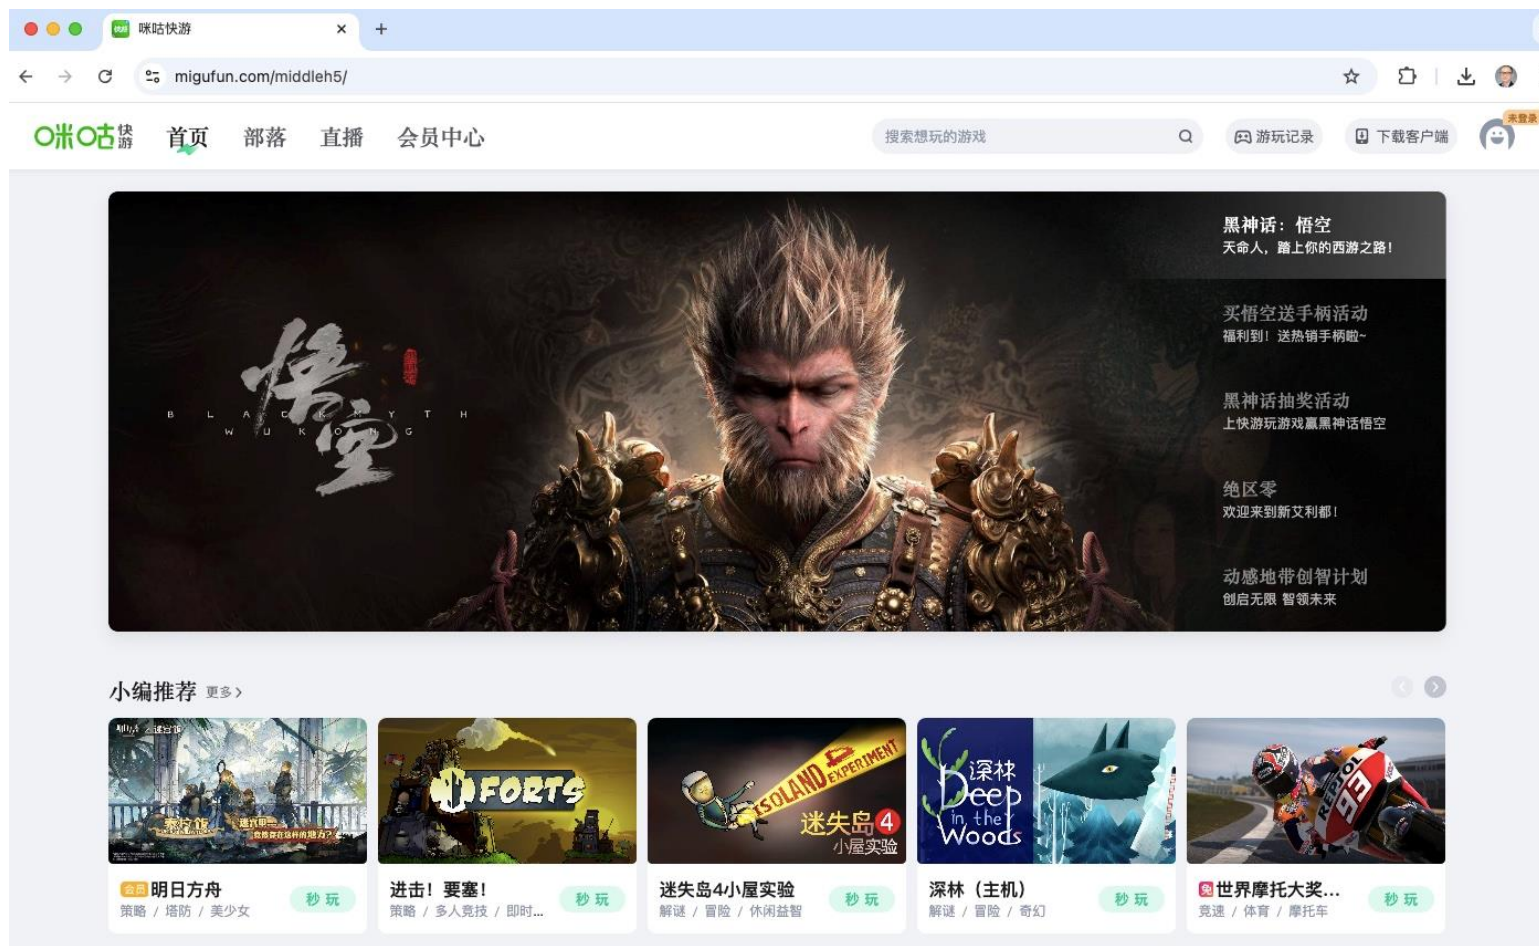 咪咕快游
migufun.com/middleh5/
咪咕快游
首页
部落
直播
会员中心
搜索想玩的游戏
游玩记录
下载客户端
未登录
黑神话：悟空
天命人，踏上你的西游之路！
买悟空送手柄活动
福利到！送热销手柄啦~
黑神话抽奖活动
上快游玩游戏赢黑神话悟空
绝区零
欢迎来到新艾利都！
动感地带创智计划
创启无限 智领未来
悟空
BLACK MYTH
WUKONG
小编推荐 更多
泰拉饭
FORTS
ISOLAND EXPERIMENT
迷失岛4
小屋实验
深林
Deep
in the
Woods
REPSOL
93
会员 明日方舟
策略 / 塔防 / 美少女
秒玩
进击！要塞！
策略 / 多人竞技 / 即时...
秒玩
迷失岛4小屋实验
解谜 / 冒险 / 休闲益智
秒玩
深林（主机）
解谜 / 冒险 / 奇幻
秒玩
免 世界摩托大奖...
竞速 / 体育 / 摩托车
秒玩